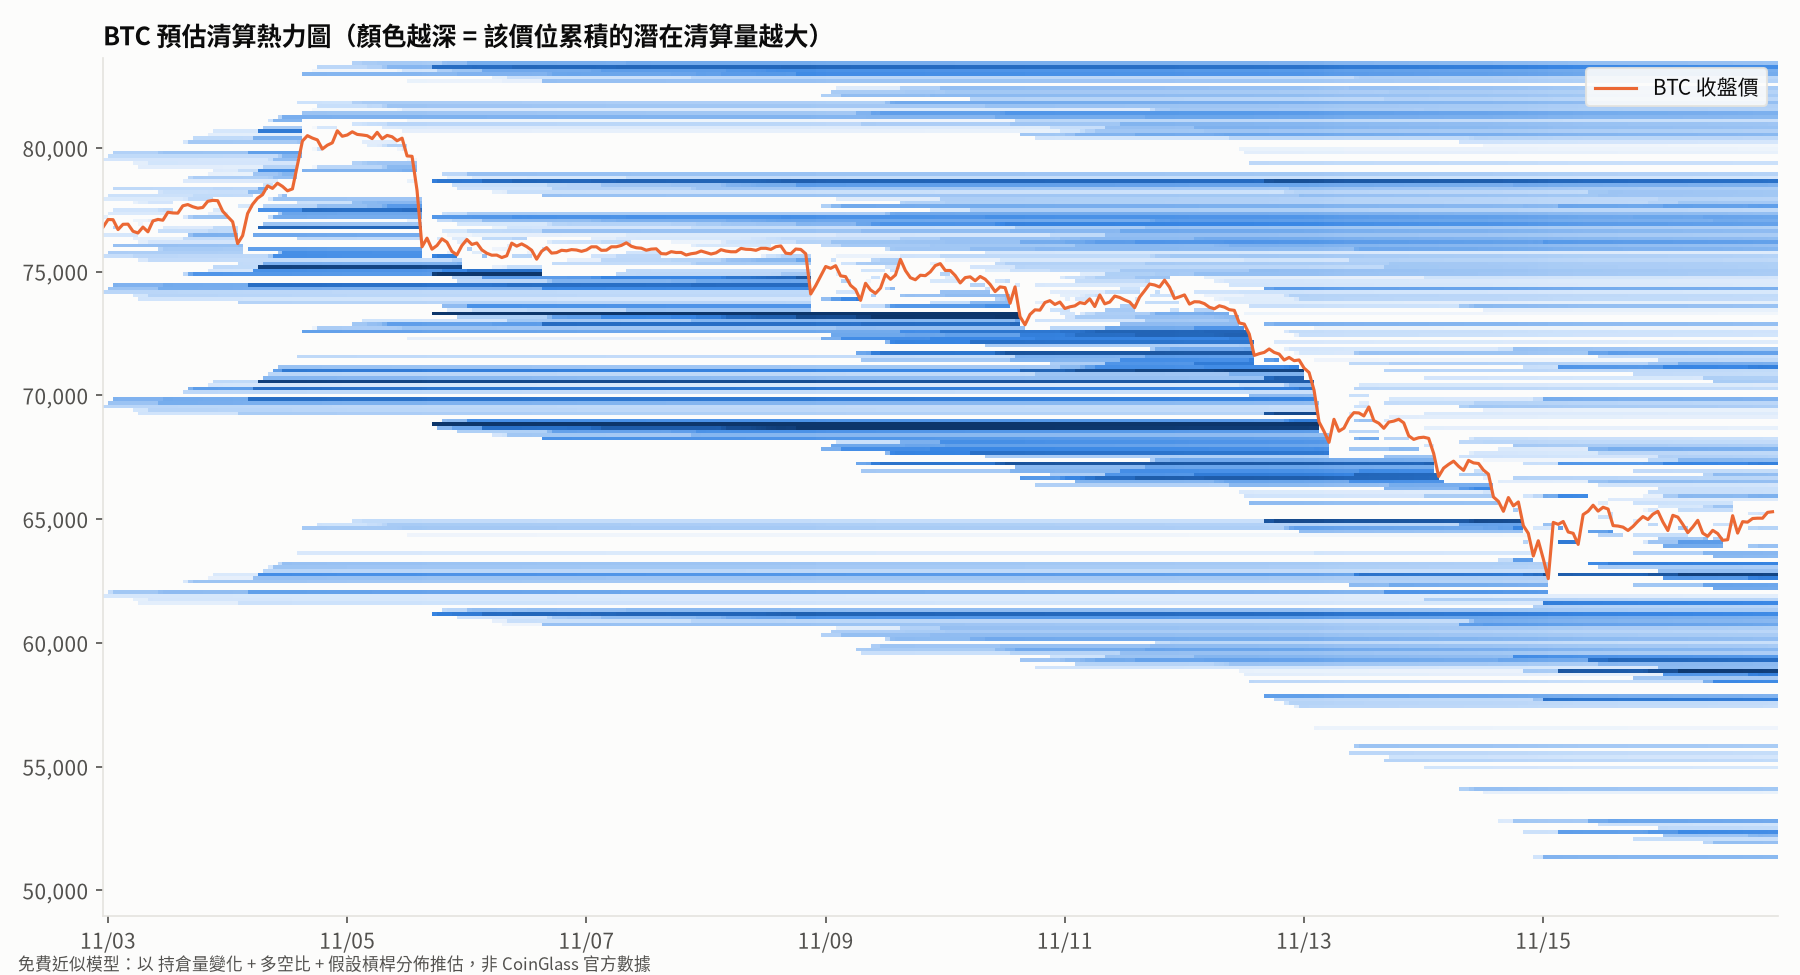 BTC 預估清算熱力圖（顏色越深 = 該價位累積的潛在清算量越大）
BTC 收盤價
80,000
75,000
70,000
65,000
60,000
55,000
50,000
11/03 11/05 11/07 11/09 11/11 11/13 11/15
免費近似模型：以 持倉量變化 + 多空比 + 假設槓桿分佈推估，非 CoinGlass 官方數據